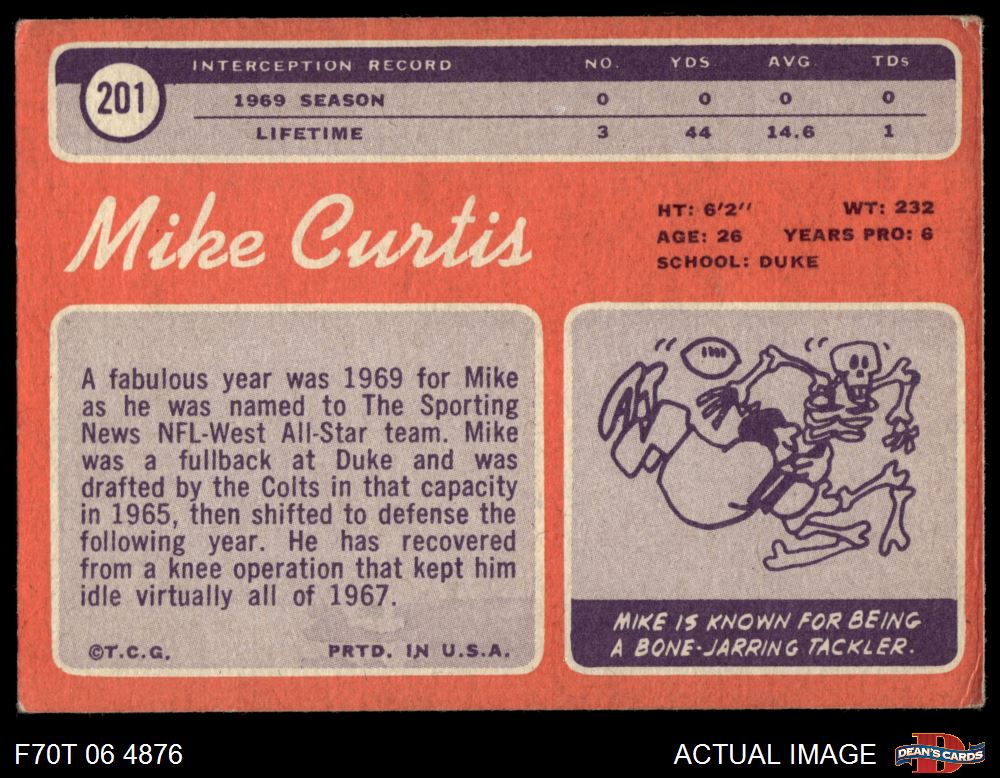 201
INTERCEPTION RECORD NO. YDS. AVG. TDs
1969 SEASON 0 0 0 0
LIFETIME 3 44 14.6 1
Mike Curtis
HT: 6'2'' WT: 232
AGE: 26 YEARS PRO: 6
SCHOOL: DUKE
A fabulous year was 1969 for Mike
as he was named to The Sporting
News NFL-West All-Star team. Mike
was a fullback at Duke and was
drafted by the Colts in that capacity
in 1965, then shifted to defense the
following year. He has recovered
from a knee operation that kept him
idle virtually all of 1967.
©T.C.G. PRTD. IN U.S.A.
MIKE IS KNOWN FOR BEING
A BONE-JARRING TACKLER.
F70T 06 4876 ACTUAL IMAGE DEAN'S CARDS